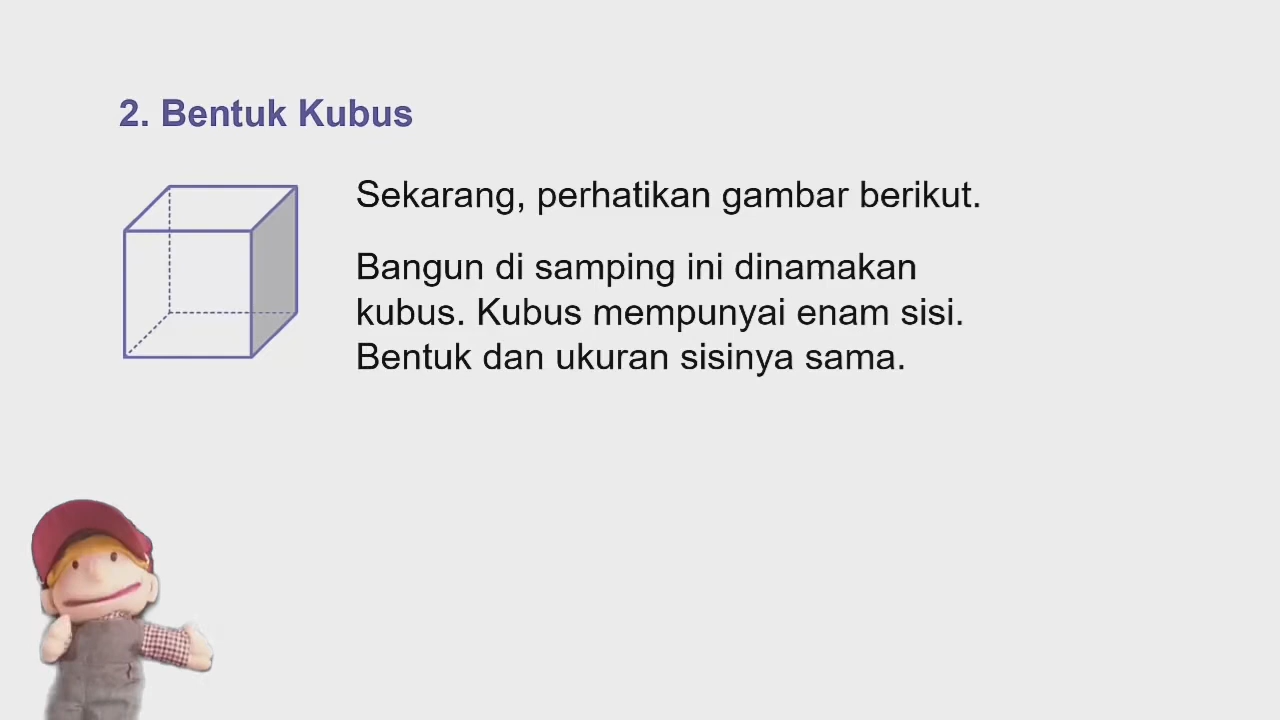 2. Bentuk Kubus
Sekarang, perhatikan gambar berikut.
Bangun di samping ini dinamakan
kubus. Kubus mempunyai enam sisi.
Bentuk dan ukuran sisinya sama.